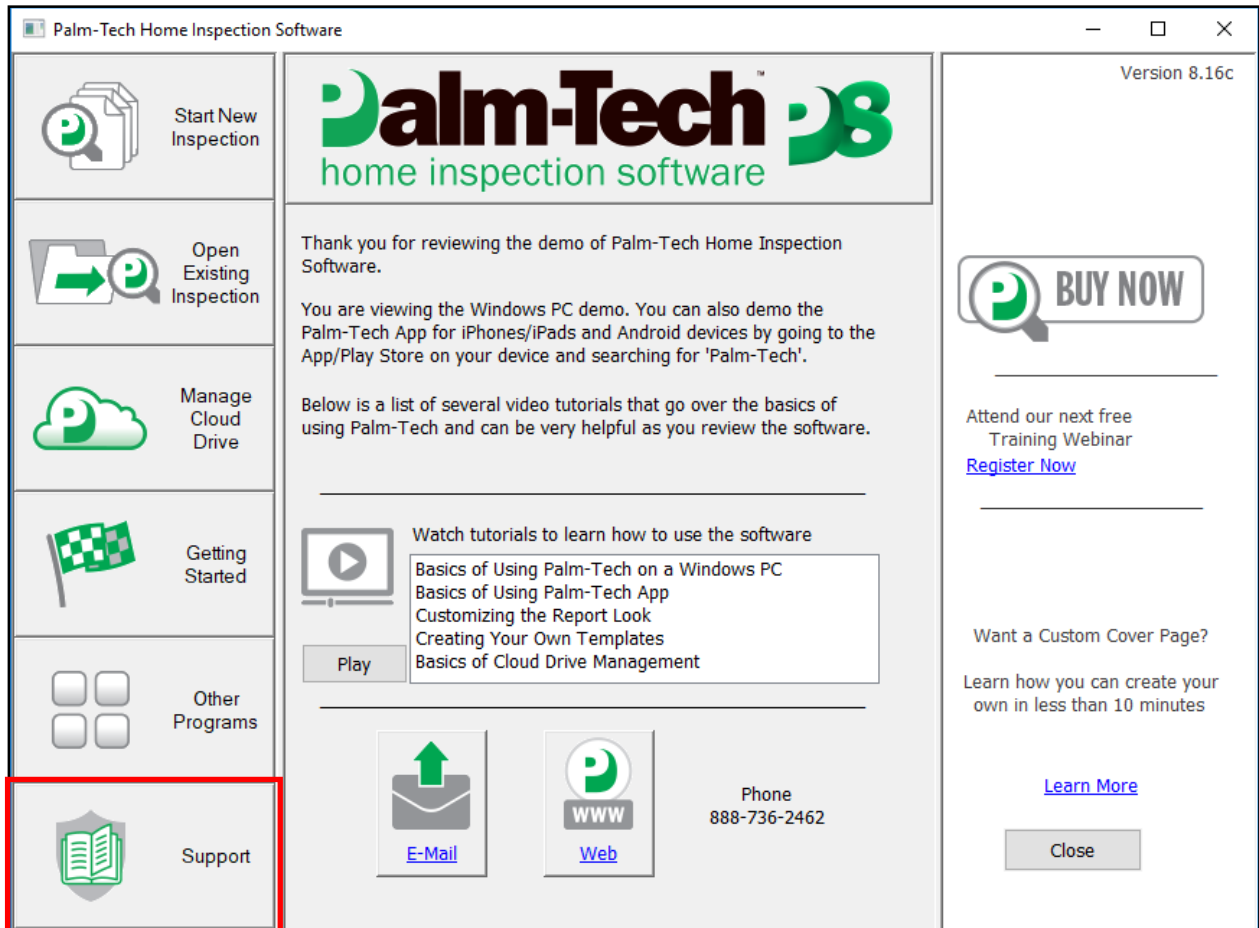 Palm-Tech Home Inspection Software
Start New
Inspection
Open
Existing
Inspection
Manage
Cloud
Drive
Getting
Started
Other
Programs
Support
Palm-Tech™ P8
home inspection software
Thank you for reviewing the demo of Palm-Tech Home Inspection
Software.
You are viewing the Windows PC demo. You can also demo the
Palm-Tech App for iPhones/iPads and Android devices by going to the
App/Play Store on your device and searching for 'Palm-Tech'.
Below is a list of several video tutorials that go over the basics of
using Palm-Tech and can be very helpful as you review the software.
Watch tutorials to learn how to use the software
Basics of Using Palm-Tech on a Windows PC
Basics of Using Palm-Tech App
Customizing the Report Look
Creating Your Own Templates
Basics of Cloud Drive Management
Play
E-Mail
WWW
Web
Phone
888-736-2462
Version 8.16c
P BUY NOW
Attend our next free
Training Webinar
Register Now
Want a Custom Cover Page?
Learn how you can create your
own in less than 10 minutes
Learn More
Close